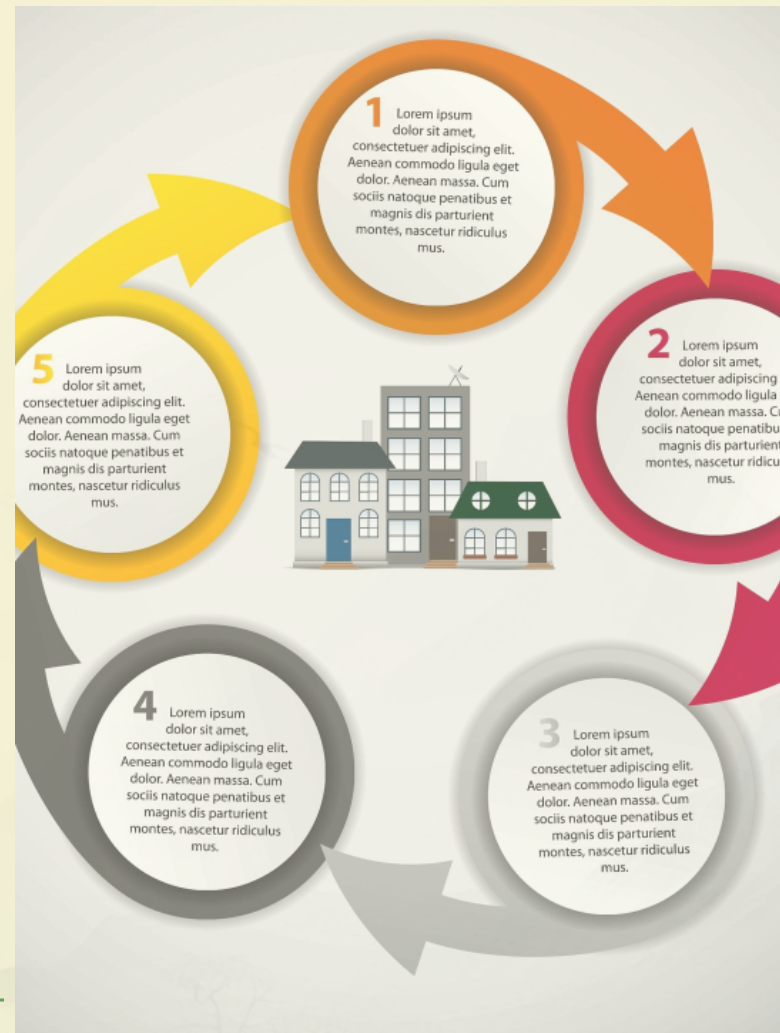 1 Lorem ipsum
dolor sit amet,
consectetuer adipiscing elit.
Aenean commodo ligula eget
dolor. Aenean massa. Cum
sociis natoque penatibus et
magnis dis parturient
montes, nascetur ridiculus
mus.
2 Lorem ipsum
dolor sit amet,
consectetuer adipiscing
Aenean commodo ligula
dolor. Aenean massa.
sociis natoque
magnis dis parturient
montes, nascetur
mus.
3 Lorem ipsum
dolor sit amet,
consectetuer adipiscing elit.
Aenean commodo ligula eget
dolor. Aenean massa. Cum
sociis natoque penatibus et
magnis dis parturient
montes, nascetur ridiculus
mus.
4 Lorem ipsum
dolor sit amet,
consectetuer adipiscing elit.
Aenean commodo ligula eget
dolor. Aenean massa. Cum
sociis natoque penatibus et
magnis dis parturient
montes, nascetur ridiculus
mus.
5 Lorem ipsum
dolor sit amet,
consectetuer adipiscing elit.
Aenean commodo ligula eget
dolor. Aenean massa. Cum
sociis natoque penatibus et
magnis dis parturient
montes, nascetur ridiculus
mus.